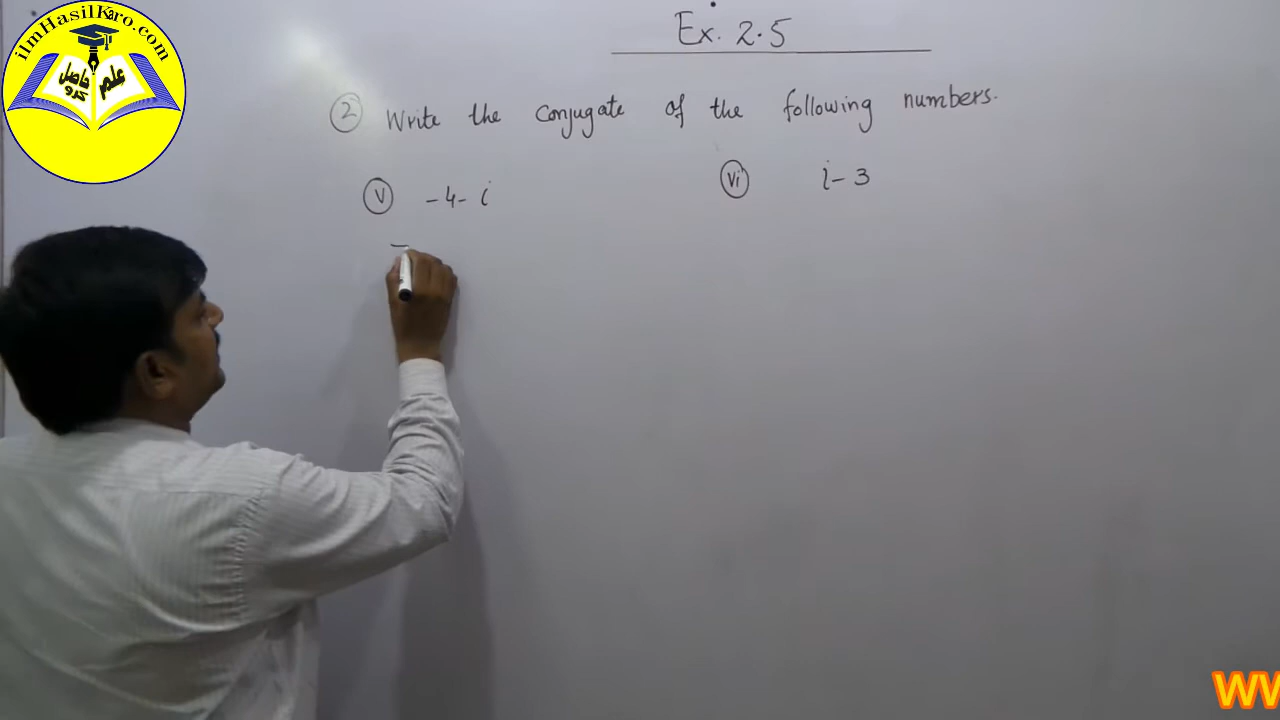 ilmHasilKaro.com
علم حاصل کرو
Ex. 2.5
2 Write the conjugate of the following numbers.
v -4-i vi i-3
WV